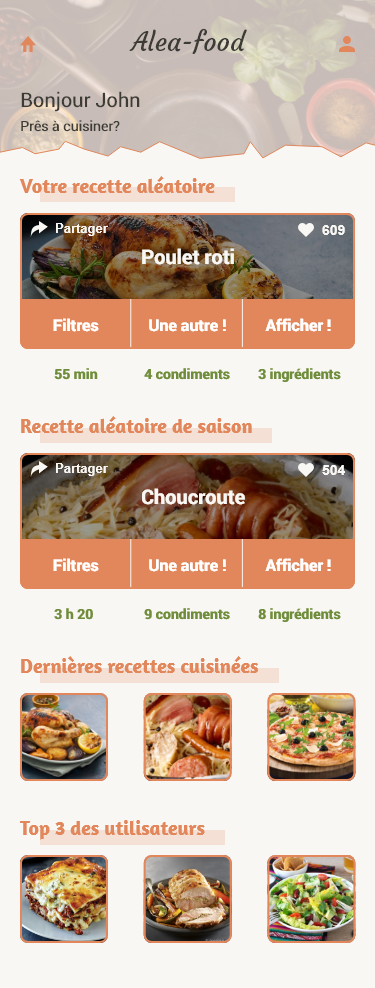 Alea-food
Bonjour John
Près à cuisiner?
Votre recette aléatoire
Partager
609
Poulet roti
Filtres
Une autre !
Afficher !
55 min
4 condiments
3 ingrédients
Recette aléatoire de saison
Partager
504
Choucroute
Filtres
Une autre !
Afficher !
3 h 20
9 condiments
8 ingrédients
Dernières recettes cuisinées
Top 3 des utilisateurs